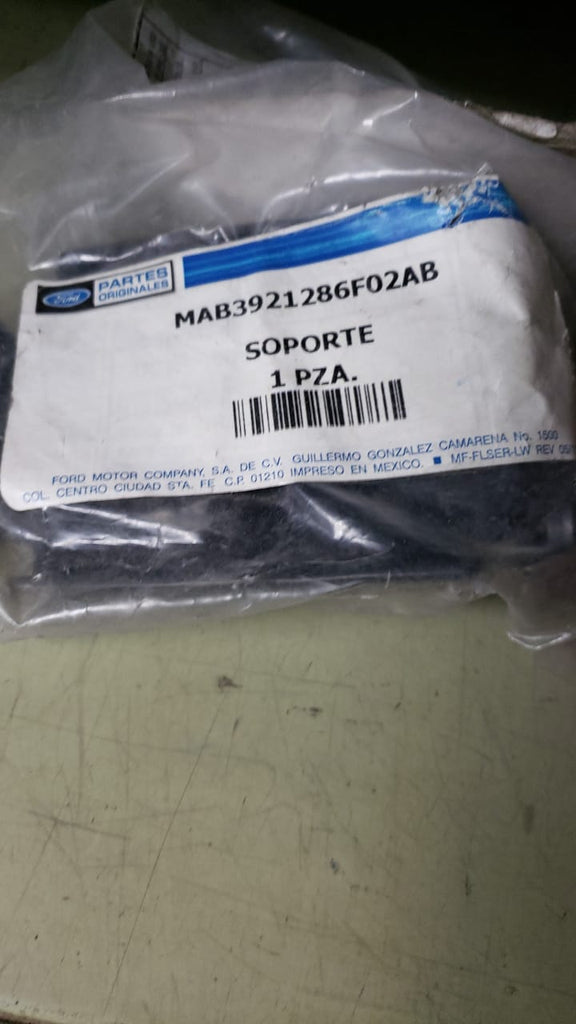 Ford
PARTES
ORIGINALES
MAB3921286F02AB
SOPORTE
1 PZA.
FORD MOTOR COMPANY, S.A. DE C.V. GUILLERMO GONZALEZ CAMARENA No. 1500
COL. CENTRO CIUDAD STA. FE C.P. 01210 IMPRESO EN MEXICO. ■ MF-FLSER-LW REV